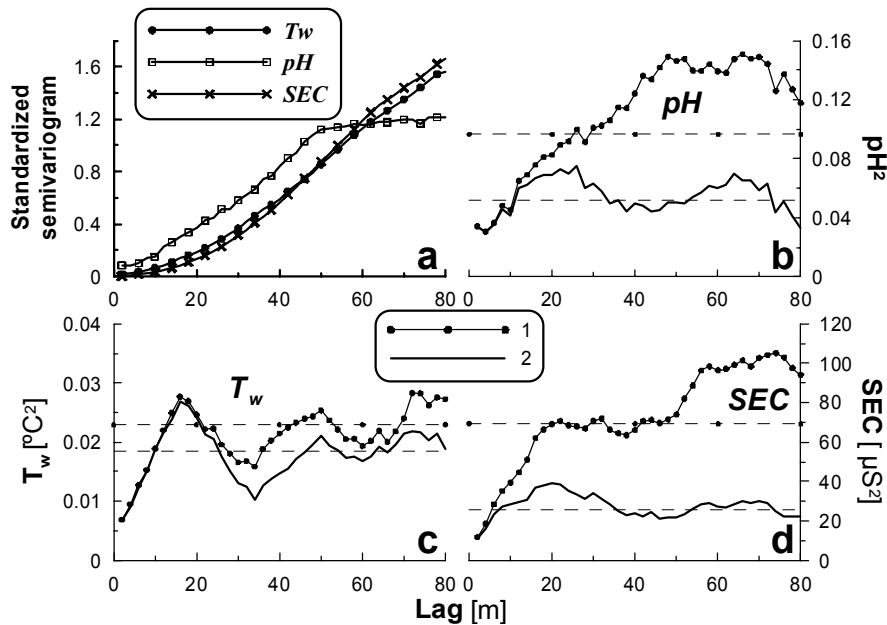 Standardized
semivariogram
1.6
1.2
0.8
0.4
0
0 20 40 60 80
Tw
pH
SEC
a
pH
pH²
0.16
0.12
0.08
0.04
0
0 20 40 60 80
b
1
2
T_w [ºC²]
0.04
0.03
0.02
0.01
0
0 20 40 60 80
T_w
c
SEC
SEC [ µS²]
120
100
80
60
40
20
0
0 20 40 60 80
d
Lag [m]